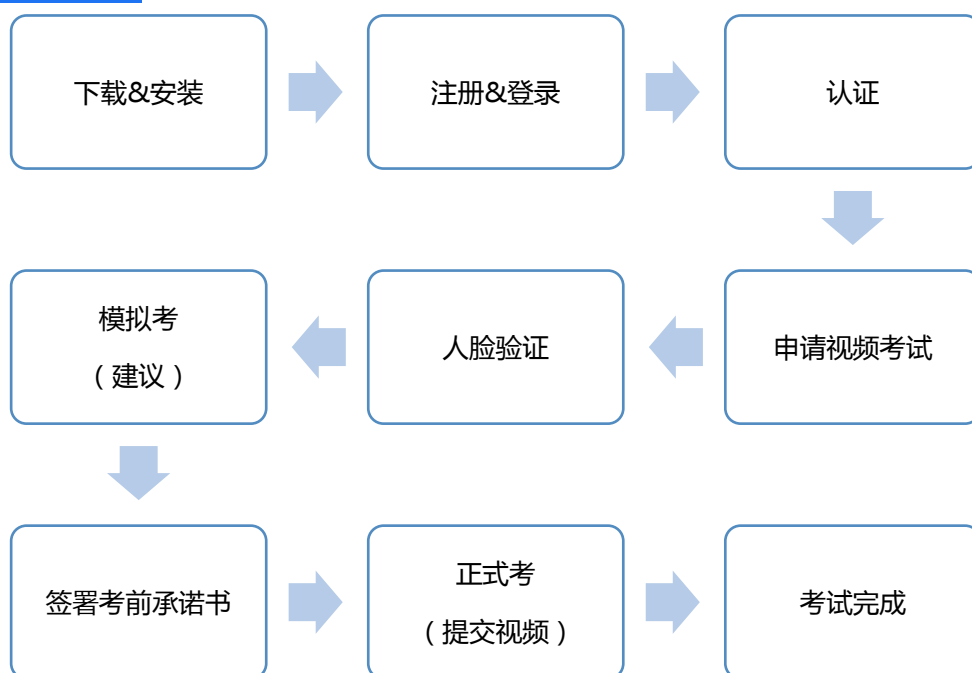 下载&安装
注册&登录
认证
申请视频考试
人脸验证
模拟考
（建议）
签署考前承诺书
正式考
（提交视频）
考试完成